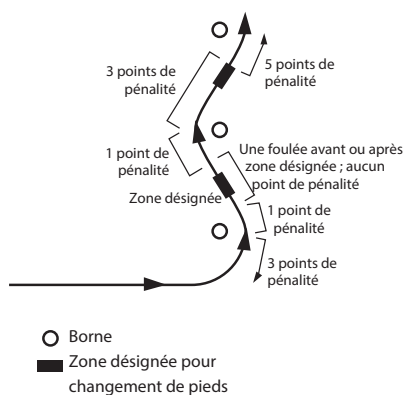 5 points de
pénalité
3 points de
pénalité
1 point de
pénalité
Une foulée avant ou après
zone désignée ; aucun
point de pénalité
Zone désignée
1 point de
pénalité
3 points de
pénalité
Borne
Zone désignée pour
changement de pieds